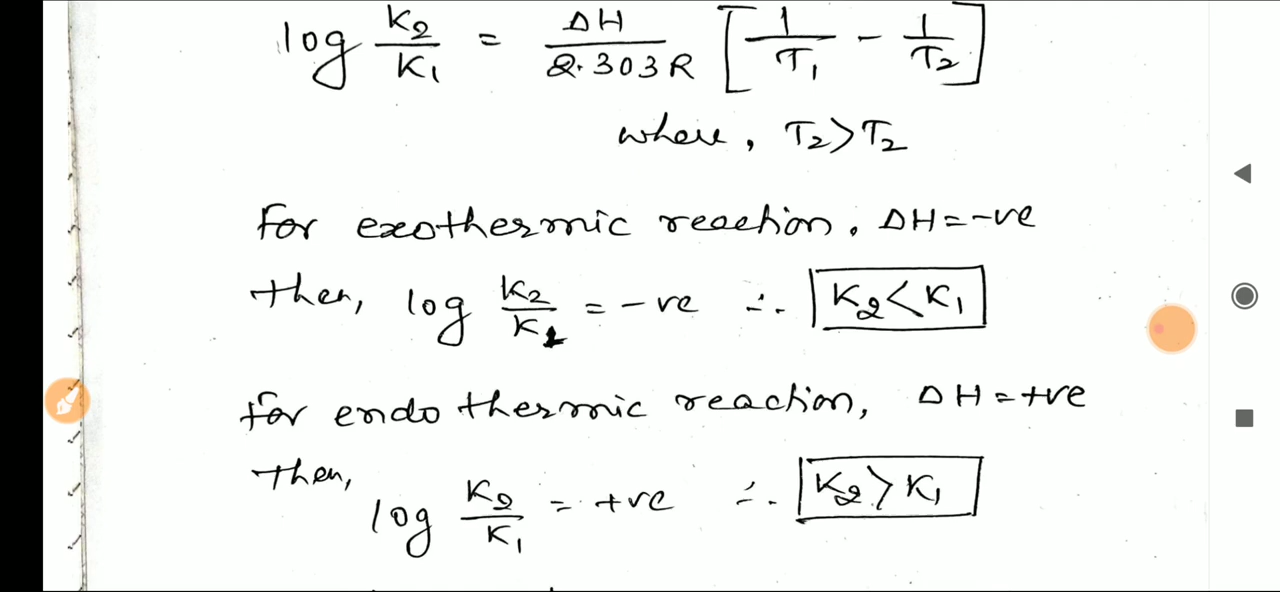 log K₂/K₁ = ΔH/2.303R [1/T₁ - 1/T₂]
where, T₂>T₂
For exothermic reaction, ΔH=-ve
then, log K₂/K₁ = -ve ∴ K₂<K₁
for endothermic reaction, ΔH=+ve
then,
log K₂/K₁ = +ve ∴ K₂>K₁